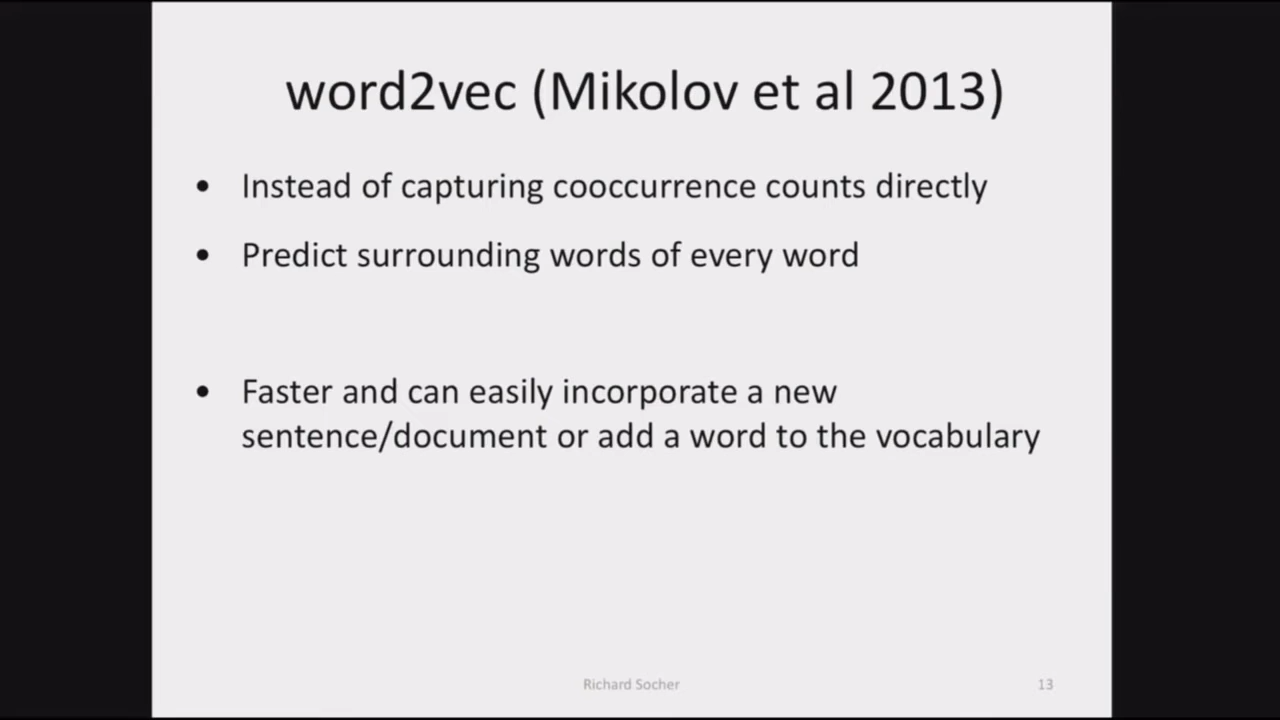 word2vec (Mikolov et al 2013)
• Instead of capturing cooccurrence counts directly
• Predict surrounding words of every word
• Faster and can easily incorporate a new
sentence/document or add a word to the vocabulary
Richard Socher
13